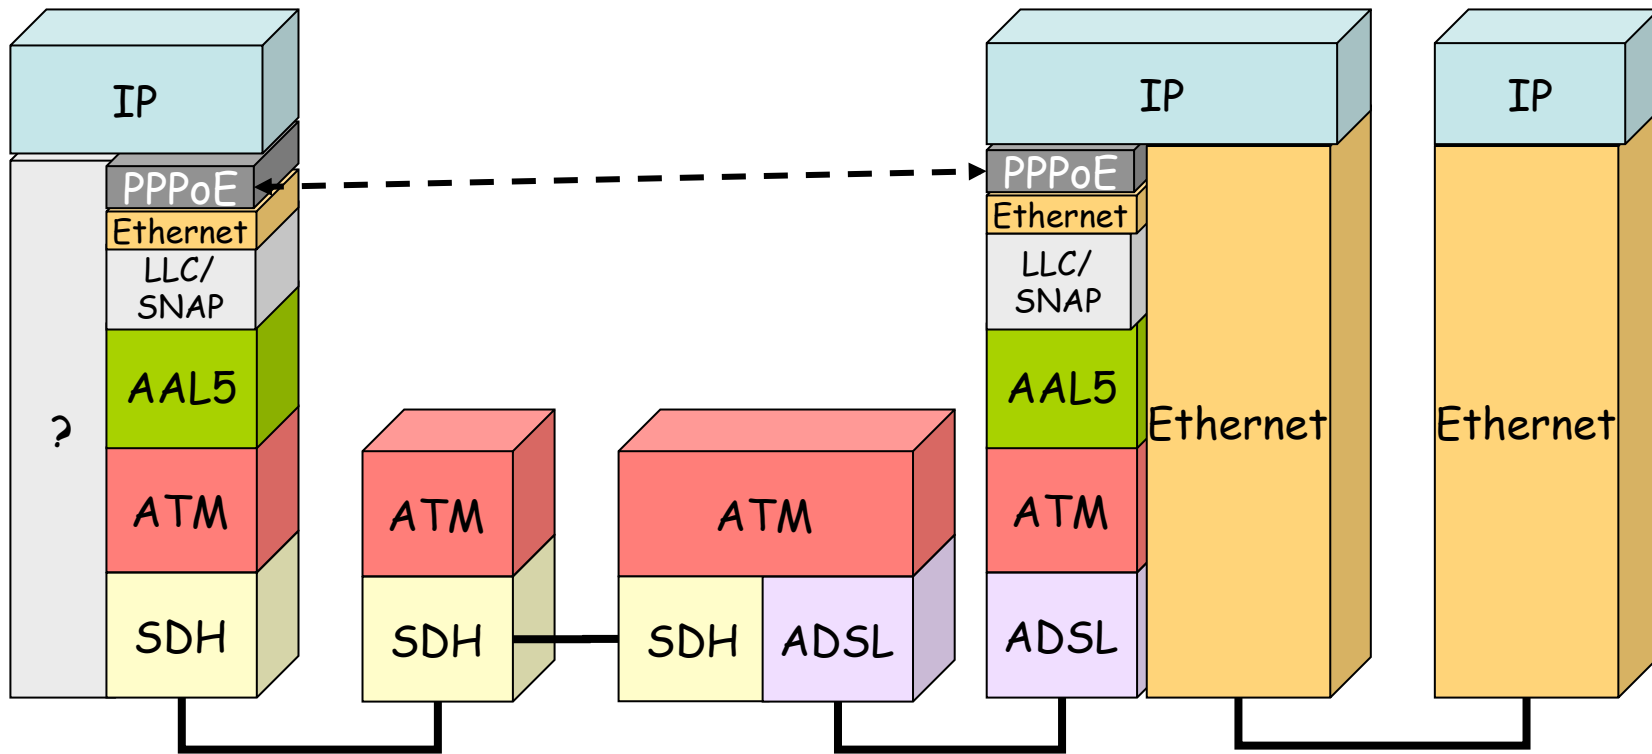 IP
?
PPPoE
Ethernet
LLC/
SNAP
AAL5
ATM
SDH
ATM
SDH
ATM
SDH
ADSL
IP
PPPoE
Ethernet
LLC/
SNAP
AAL5
ATM
ADSL
Ethernet
IP
Ethernet